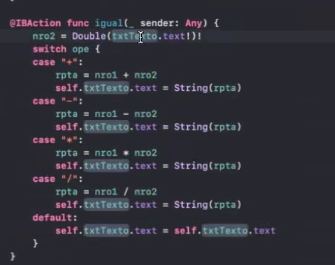 @IBAction func igual(_ sender: Any) {
nro2 = Double(txtTexto.text!)!
switch ope {
case "+":
rpta = nro1 + nro2
self.txtTexto.text = String(rpta)
case "-":
rpta = nro1 - nro2
self.txtTexto.text = String(rpta)
case "*":
rpta = nro1 * nro2
self.txtTexto.text = String(rpta)
case "/":
rpta = nro1 / nro2
self.txtTexto.text = String(rpta)
default:
self.txtTexto.text = self.txtTexto.text
}
}